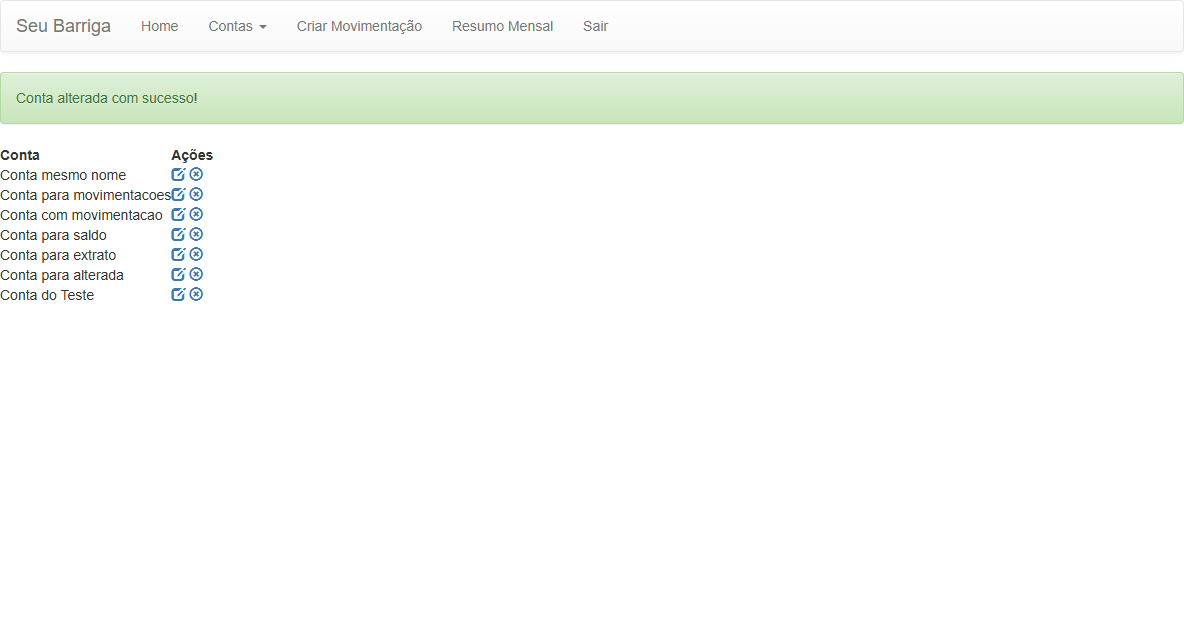 Seu Barriga Home Contas Criar Movimentação Resumo Mensal Sair
Conta alterada com sucesso!
Conta Ações
Conta mesmo nome
Conta para movimentacoes
Conta com movimentacao
Conta para saldo
Conta para extrato
Conta para alterada
Conta do Teste